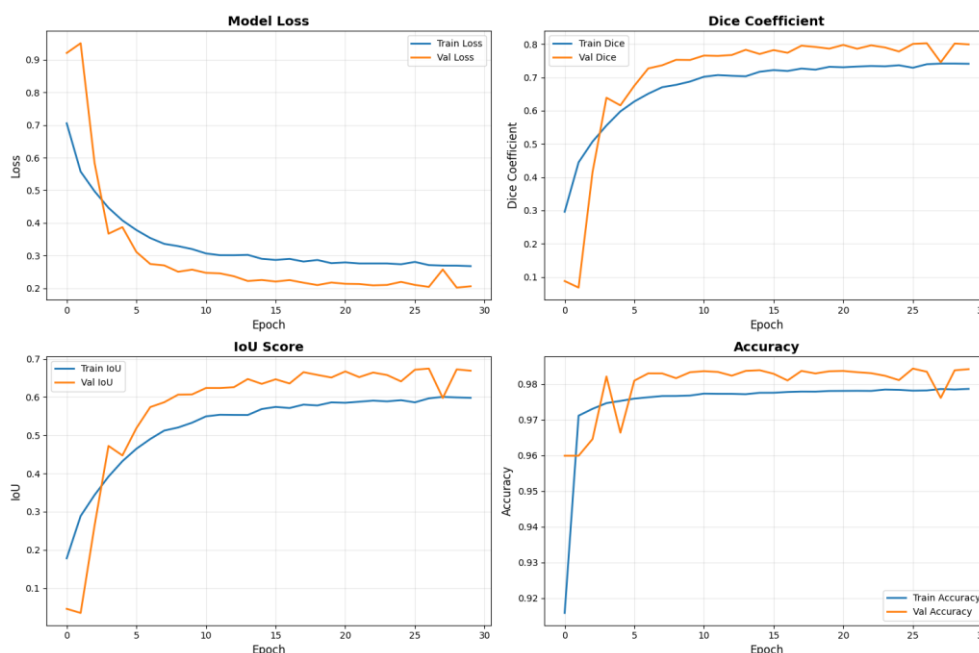 Model Loss
Train Loss
Val Loss
Loss
0.9
0.8
0.7
0.6
0.5
0.4
0.3
0.2
0 5 10 15 20 25 30
Epoch
Dice Coefficient
Train Dice
Val Dice
Dice Coefficient
0.8
0.7
0.6
0.5
0.4
0.3
0.2
0.1
0 5 10 15 20 25
Epoch
IoU Score
Train IoU
Val IoU
IoU
0.7
0.6
0.5
0.4
0.3
0.2
0.1
0 5 10 15 20 25 30
Epoch
Accuracy
Train Accuracy
Val Accuracy
Accuracy
0.98
0.97
0.96
0.95
0.94
0.93
0.92
0 5 10 15 20 25
Epoch